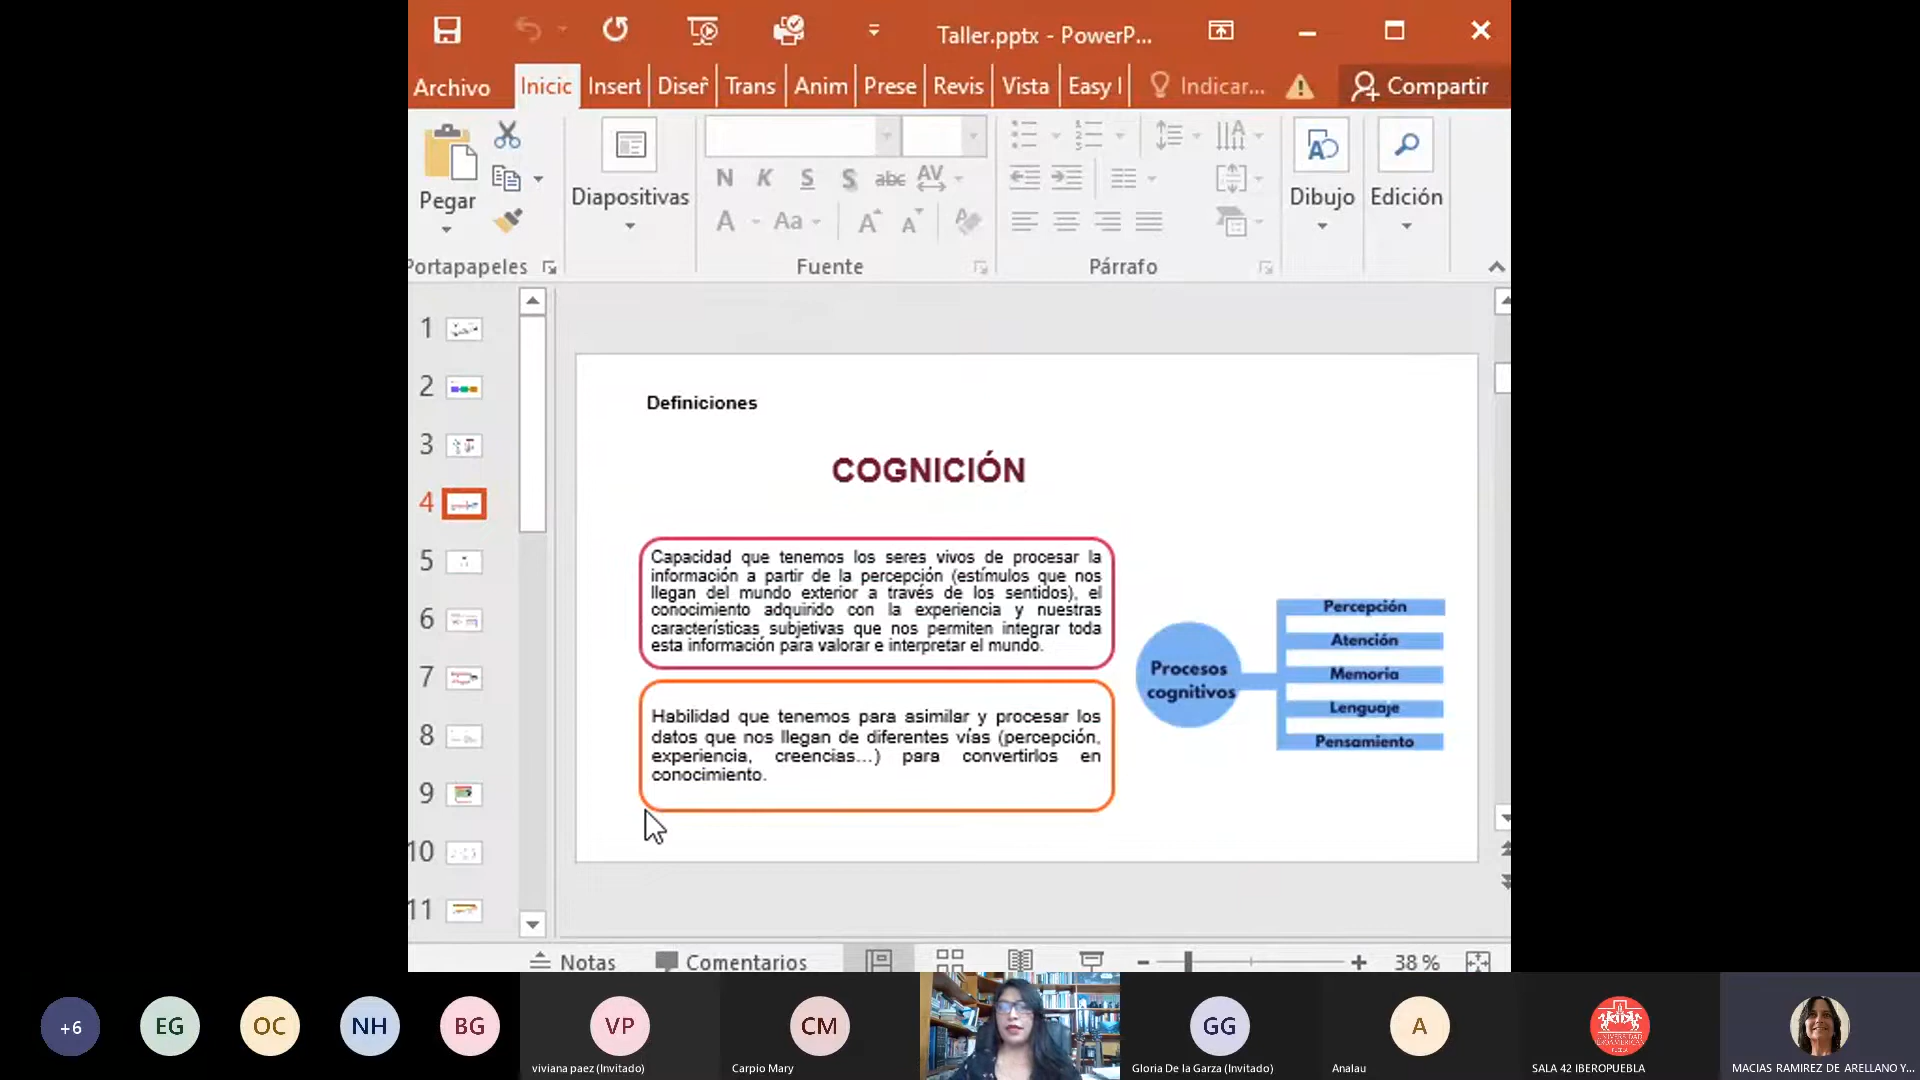 Taller.pptx - PowerP...
Archivo
Inicic
Insert
Diseñ
Trans
Anim
Prese
Revis
Vista
Easy I
Indicar...
Compartir
Pegar
Diapositivas
N K S S abc AV
A Aa A A A
Dibujo
Edición
Portapapeles
Fuente
Párrafo
1
2
3
4
5
6
7
8
9
10
11
Definiciones
COGNICIÓN
Capacidad que tenemos los seres vivos de procesar la
información a partir de la percepción (estímulos que nos
llegan del mundo exterior a través de los sentidos), el
conocimiento adquirido con la experiencia y nuestras
características subjetivas que nos permiten integrar toda
esta información para valorar e interpretar el mundo.
Habilidad que tenemos para asimilar y procesar los
datos que nos llegan de diferentes vías (percepción,
experiencia, creencias...) para convertirlos en
conocimiento.
Procesos
cognitivos
Percepción
Atención
Memoria
Lenguaje
Pensamiento
Notas
Comentarios
38 %
+6
EG
OC
NH
BG
VP
viviana paez (Invitado)
CM
Carpio Mary
GG
Gloria De la Garza (Invitado)
A
Analau
SALA 42 IBEROPUEBLA
MACIAS RAMIREZ DE ARELLANO Y...